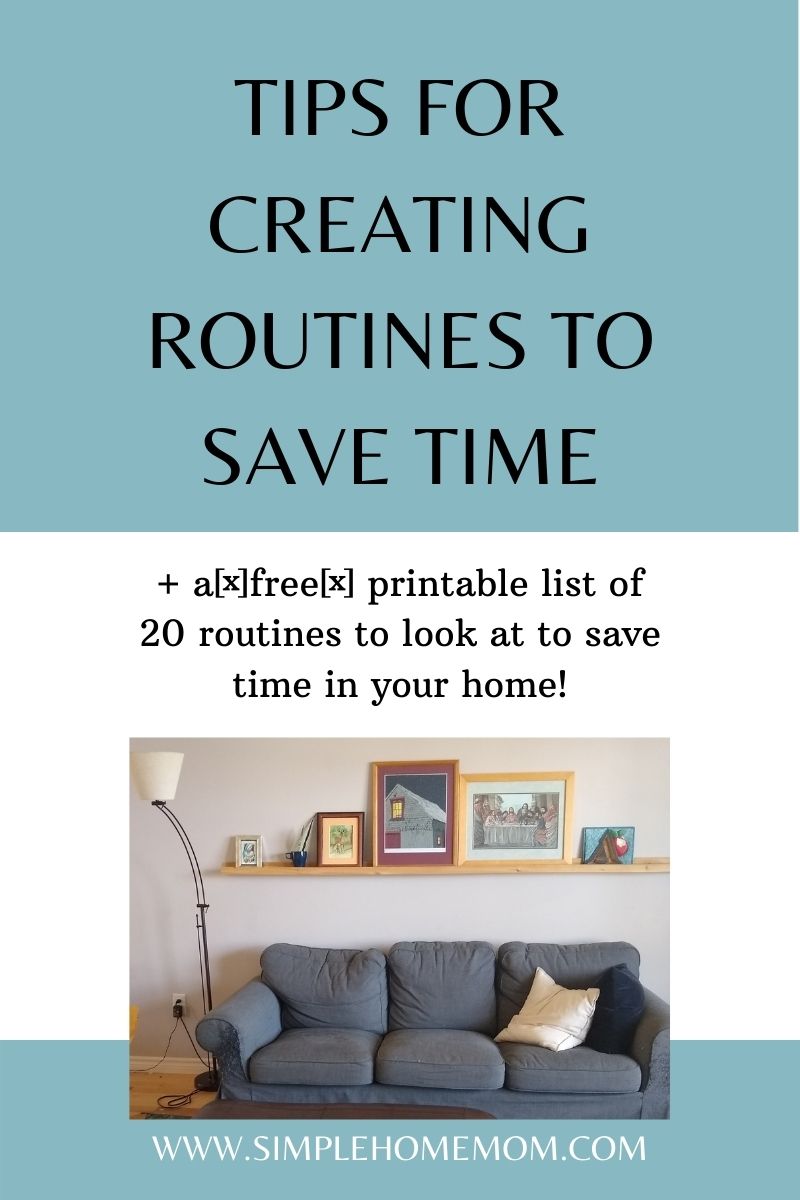 TIPS FOR
CREATING
ROUTINES TO
SAVE TIME
+ a[x]free[x] printable list of
20 routines to look at to save
time in your home!
WWW.SIMPLEHOMEMOM.COM